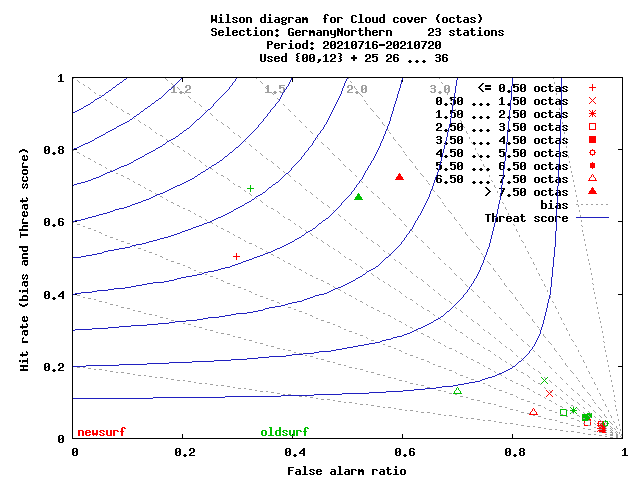 Wilson diagram  for Cloud cover (octas)
Selection: GermanyNorthern     23 stations
Period: 20210716-20210720
Used {00,12} + 25 26 ... 36
1.2 1.5 2.0 3.0
<= 0.50 octas
0.50 ... 1.50 octas
1.50 ... 2.50 octas
2.50 ... 3.50 octas
3.50 ... 4.50 octas
4.50 ... 5.50 octas
5.50 ... 6.50 octas
6.50 ... 7.50 octas
> 7.50 octas
bias
Threat score
Hit rate (bias and Threat score)
1
0.8
0.6
0.4
0.2
0
newsurf oldsurf
0 0.2 0.4 0.6 0.8 1
False alarm ratio